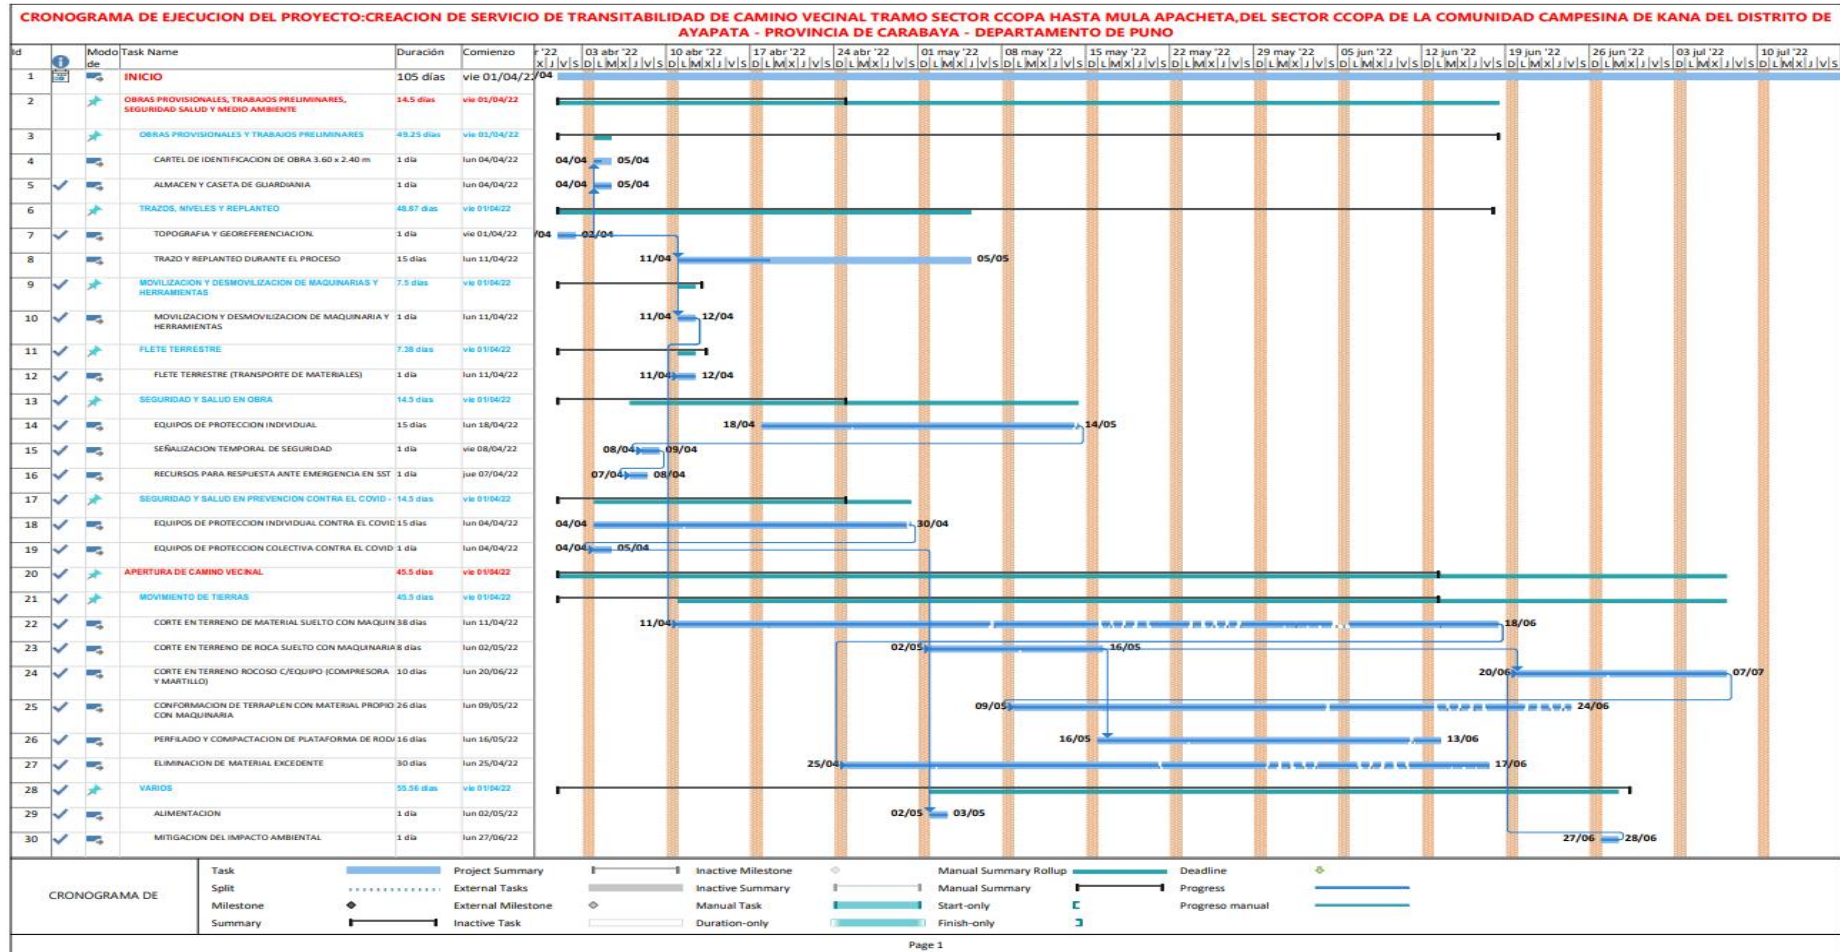 CRONOGRAMA DE EJECUCION DEL PROYECTO:CREACION DE SERVICIO DE TRANSITABILIDAD DE CAMINO VECINAL TRAMO SECTOR CCOPA HASTA MULA APACHETA,DEL SECTOR CCOPA DE LA COMUNIDAD CAMPESINA DE KANA DEL DISTRITO DE
AYAPATA - PROVINCIA DE CARABAYA - DEPARTAMENTO DE PUNO
Id Modo de Task Name Duración Comienzo '22 03 abr '22 10 abr '22 17 abr '22 24 abr '22 01 may '22 08 may '22 15 may '22 22 may '22 29 may '22 05 jun '22 12 jun '22 19 jun '22 26 jun '22 03 jul '22 10 jul '22
X J V S D L M X J V S D L M X J V S D L M X J V S D L M X J V S D L M X J V S D L M X J V S D L M X J V S D L M X J V S D L M X J V S D L M X J V S D L M X J V S D L M X J V S D L M X J V S D L M X J V S D L M X J V S
1 INICIO 105 días vie 01/04/22 /04
2 OBRAS PROVISIONALES, TRABAJOS PRELIMINARES, 14.5 días vie 01/04/22
SEGURIDAD SALUD Y MEDIO AMBIENTE
3 OBRAS PROVISIONALES Y TRABAJOS PRELIMINARES 49.25 días vie 01/04/22
4 CARTEL DE IDENTIFICACION DE OBRA 3.60 x 2.40 m 1 día lun 04/04/22 04/04 05/04
5 ALMACEN Y CASETA DE GUARDIANIA 1 día lun 04/04/22 04/04 05/04
6 TRAZOS, NIVELES Y REPLANTEO 48.67 días vie 01/04/22
7 TOPOGRAFIA Y GEOREFERENCIACION. 1 día vie 01/04/22 /04 02/04
8 TRAZO Y REPLANTEO DURANTE EL PROCESO 15 días lun 11/04/22 11/04 05/05
9 MOVILIZACION Y DESMOVILIZACION DE MAQUINARIAS Y 7.5 días vie 01/04/22
HERRAMIENTAS
10 MOVILIZACION Y DESMOVILIZACION DE MAQUINARIA Y 1 día lun 11/04/22 11/04 12/04
HERRAMIENTAS
11 FLETE TERRESTRE 7.38 días vie 01/04/22
12 FLETE TERRESTRE (TRANSPORTE DE MATERIALES) 1 día lun 11/04/22 11/04 12/04
13 SEGURIDAD Y SALUD EN OBRA 14.5 días vie 01/04/22
14 EQUIPOS DE PROTECCION INDIVIDUAL 15 días lun 18/04/22 18/04 14/05
15 SEÑALIZACION TEMPORAL DE SEGURIDAD 1 día vie 08/04/22 08/04 09/04
16 RECURSOS PARA RESPUESTA ANTE EMERGENCIA EN SST 1 día jue 07/04/22 07/04 08/04
17 SEGURIDAD Y SALUD EN PREVENCION CONTRA EL COVID - 14.5 días vie 01/04/22
18 EQUIPOS DE PROTECCION INDIVIDUAL CONTRA EL COVID 15 días lun 04/04/22 04/04 30/04
19 EQUIPOS DE PROTECCION COLECTIVA CONTRA EL COVID 1 día lun 04/04/22 04/04 05/04
20 APERTURA DE CAMINO VECINAL 45.5 días vie 01/04/22
21 MOVIMIENTO DE TIERRAS 45.5 días vie 01/04/22
22 CORTE EN TERRENO DE MATERIAL SUELTO CON MAQUIN 38 días lun 11/04/22 11/04 18/06
23 CORTE EN TERRENO DE ROCA SUELTO CON MAQUINARIA 8 días lun 02/05/22 02/05 16/05
24 CORTE EN TERRENO ROCOSO C/EQUIPO (COMPRESORA 10 días lun 20/06/22 20/06 07/07
Y MARTILLO)
25 CONFORMACION DE TERRAPLEN CON MATERIAL PROPIO 26 días lun 09/05/22 09/05 24/06
CON MAQUINARIA
26 PERFILADO Y COMPACTACION DE PLATAFORMA DE RODA 16 días lun 16/05/22 16/05 13/06
27 ELIMINACION DE MATERIAL EXCEDENTE 30 días lun 25/04/22 25/04 17/06
28 VARIOS 55.56 días vie 01/04/22
29 ALIMENTACION 1 día lun 02/05/22 02/05 03/05
30 MITIGACION DEL IMPACTO AMBIENTAL 1 día lun 27/06/22 27/06 28/06
CRONOGRAMA DE
Task Project Summary Inactive Milestone Manual Summary Rollup Deadline
Split External Tasks Inactive Summary Manual Summary Progress
Milestone External Milestone Manual Task Start-only Progreso manual
Summary Inactive Task Duration-only Finish-only
Page 1